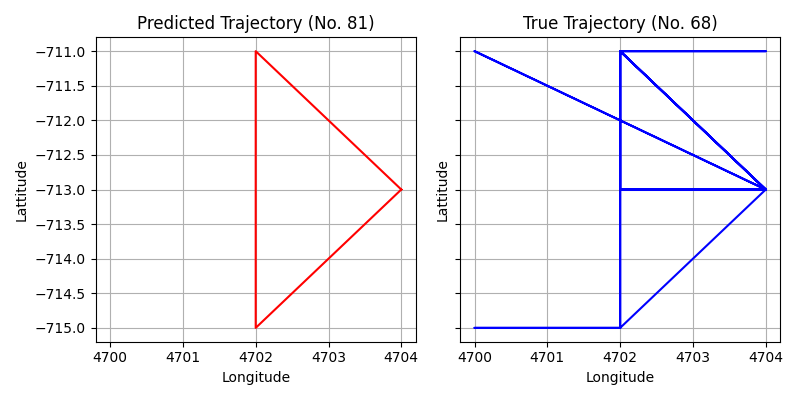 Predicted Trajectory (No. 81)
True Trajectory (No. 68)
−711.0
−711.5
−712.0
−712.5
−713.0
−713.5
−714.0
−714.5
−715.0
Lattitude
Lattitude
4700 4701 4702 4703 4704
4700 4701 4702 4703 4704
Longitude
Longitude